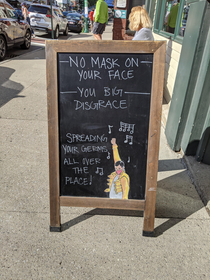 NO MASK ON
YOUR FACE
YOU BIG
DISGRACE
SPREADING
YOUR GERMS
ALL OVER
THE
PLACE!